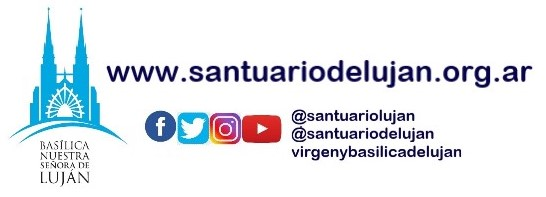 www.santuariodelujan.org.ar
@santuariolujan
@santuariodelujan
virgenybasilicadelujan
BASÍLICA
NUESTRA
SEÑORA DE
LUJÁN